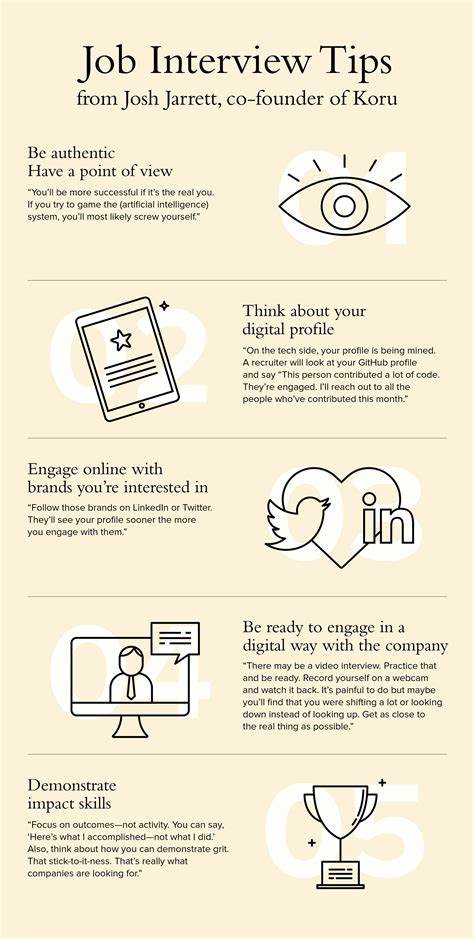 Job Interview Tips
from Josh Jarrett, co-founder of Koru
01
Be authentic
Have a point of view
“You’ll be more successful if it’s the real you.
If you try to game the (artificial intelligence)
system, you’ll most likely screw yourself.”
02
Think about your
digital profile
“On the tech side, your profile is being mined.
A recruiter will look at your GitHub profile
and say “This person contributed a lot of code.
They’re engaged. I’ll reach out to all the
people who’ve contributed this month.”
03
Engage online with
brands you’re interested in
“Follow those brands on LinkedIn or Twitter.
They’ll see your profile sooner the more
you engage with them.”
in
04
Be ready to engage in a
digital way with the company
“There may be a video interview. Practice that
and be ready. Record yourself on a webcam
and watch it back. It’s painful to do but maybe
you’ll find that you were shifting a lot or looking
down instead of looking up. Get as close to
the real thing as possible.”
05
Demonstrate
impact skills
“Focus on outcomes—not activity. You can say,
‘Here’s what I accomplished—not what I did.’
Also, think about how you can demonstrate grit.
That stick-to-it-ness. That’s really what
companies are looking for.”